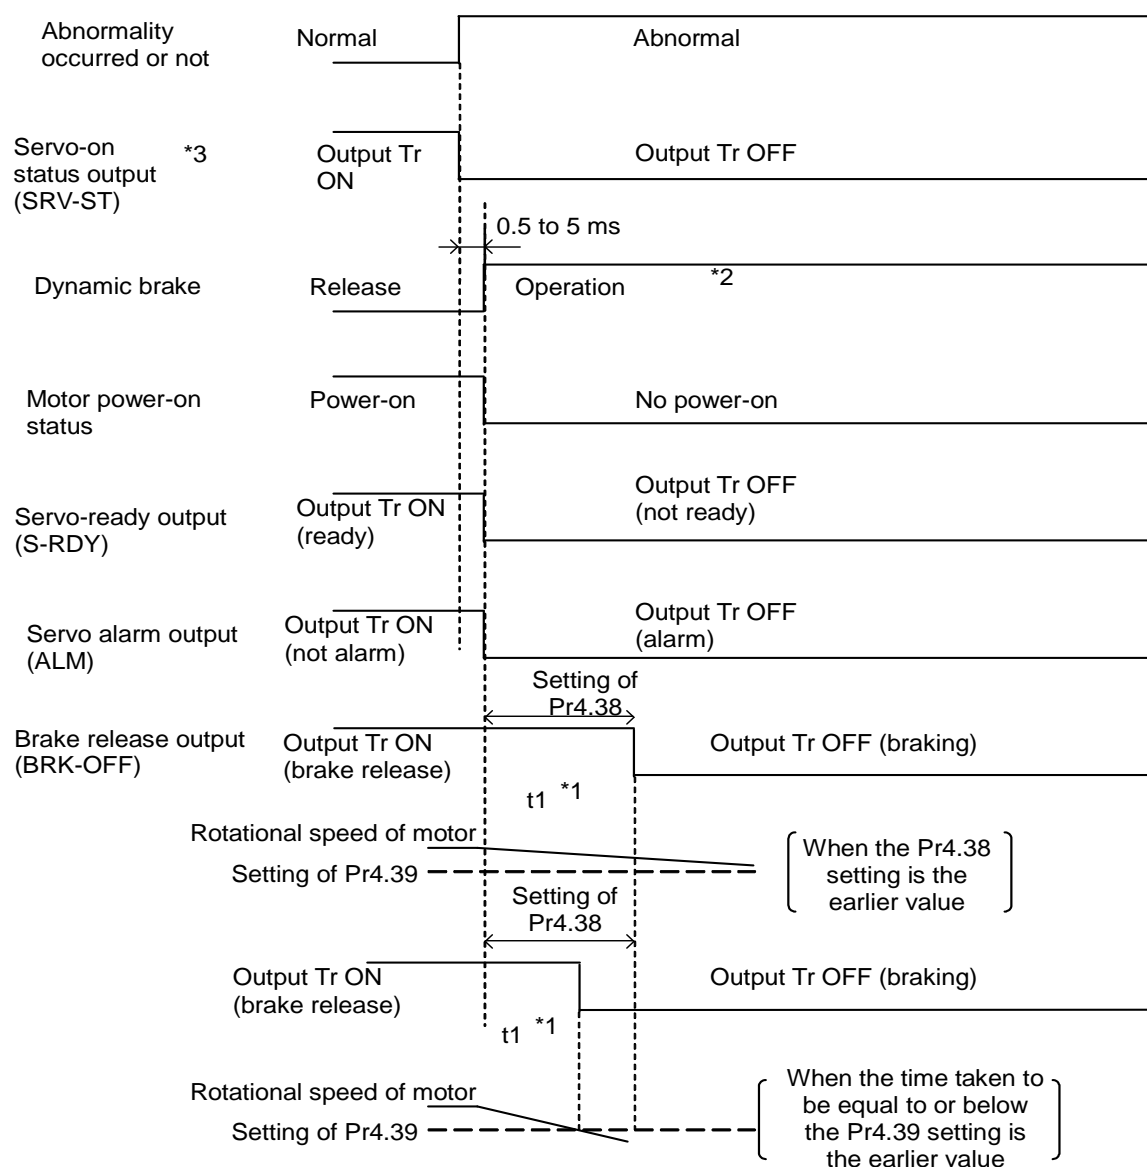 Abnormality
occurred or not
Normal
Abnormal
Servo-on
status output
(SRV-ST)
*3
Output Tr
ON
Output Tr OFF
0.5 to 5 ms
Dynamic brake
Release
Operation
*2
Motor power-on
status
Power-on
No power-on
Servo-ready output
(S-RDY)
Output Tr ON
(ready)
Output Tr OFF
(not ready)
Servo alarm output
(ALM)
Output Tr ON
(not alarm)
Output Tr OFF
(alarm)
Setting of
Pr4.38
Brake release output
(BRK-OFF)
Output Tr ON
(brake release)
Output Tr OFF (braking)
t1 *1
Rotational speed of motor
Setting of Pr4.39
When the Pr4.38
setting is the
earlier value
Setting of
Pr4.38
Output Tr ON
(brake release)
Output Tr OFF (braking)
t1 *1
Rotational speed of motor
Setting of Pr4.39
When the time taken to
be equal to or below
the Pr4.39 setting is
the earlier value